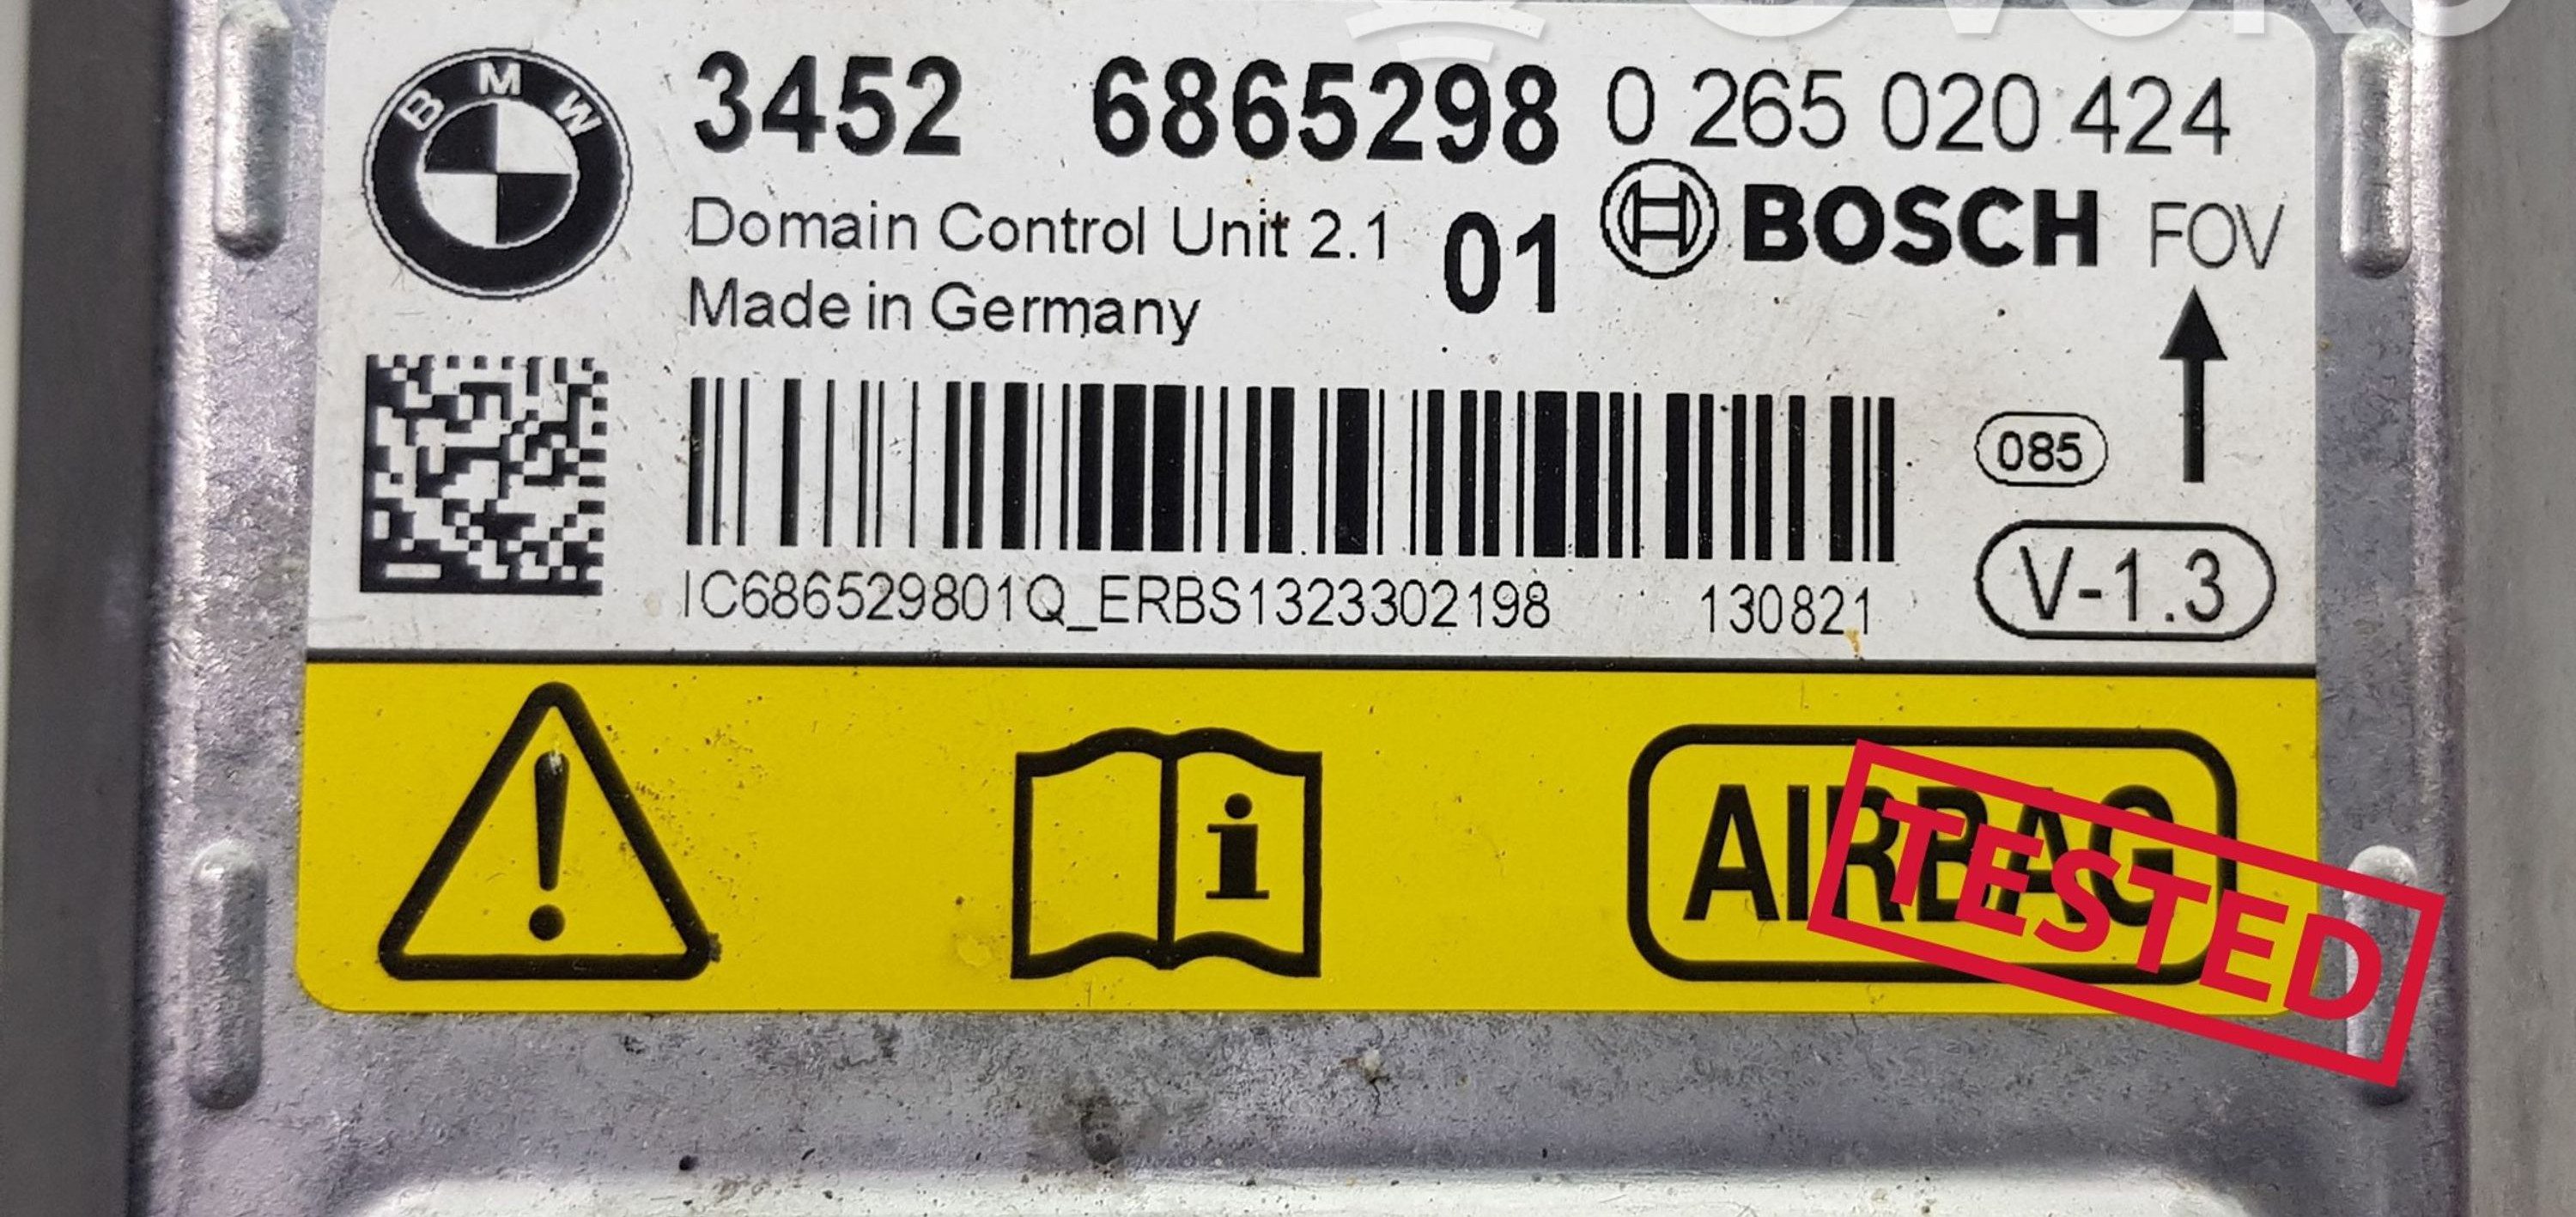 BMW
3452 6865298 0 265 020 424
Domain Control Unit 2.1 01 BOSCH FOV
Made in Germany
085
IC686529801Q_ERBS1323302198 130821
V-1.3
i
AIRBAG
TESTED